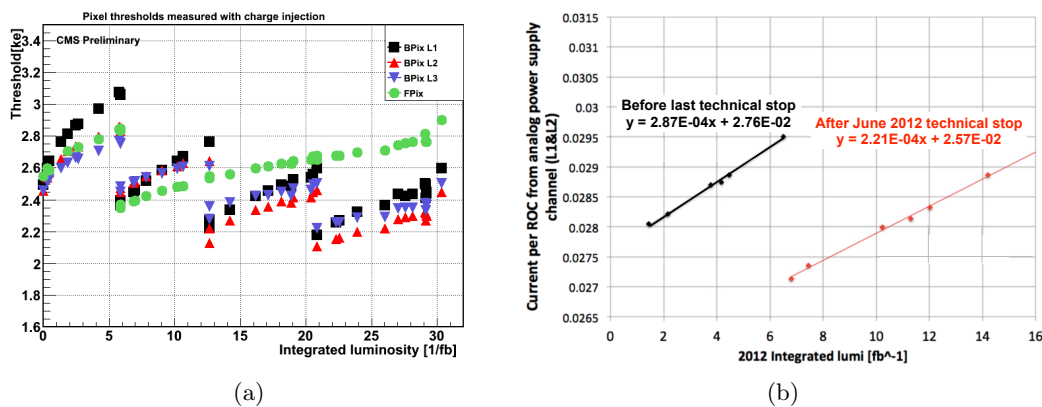 Pixel thresholds measured with charge injection
CMS Preliminary
Threshold[ke]
3.4
3.2
3
2.8
2.6
2.4
2.2
2
1.8
1.6
BPix L1
BPix L2
BPix L3
FPix
0 5 10 15 20 25 30
Integrated luminosity [1/fb]
(a)
Current per ROC from analog power supply
channel (L1&L2)
0.0315
0.031
0.0305
0.03
0.0295
0.029
0.0285
0.028
0.0275
0.027
0.0265
Before last technical stop
y = 2.87E-04x + 2.76E-02
After June 2012 technical stop
y = 2.21E-04x + 2.57E-02
0 2 4 6 8 10 12 14 16
2012 Integrated lumi [fb^-1]
(b)